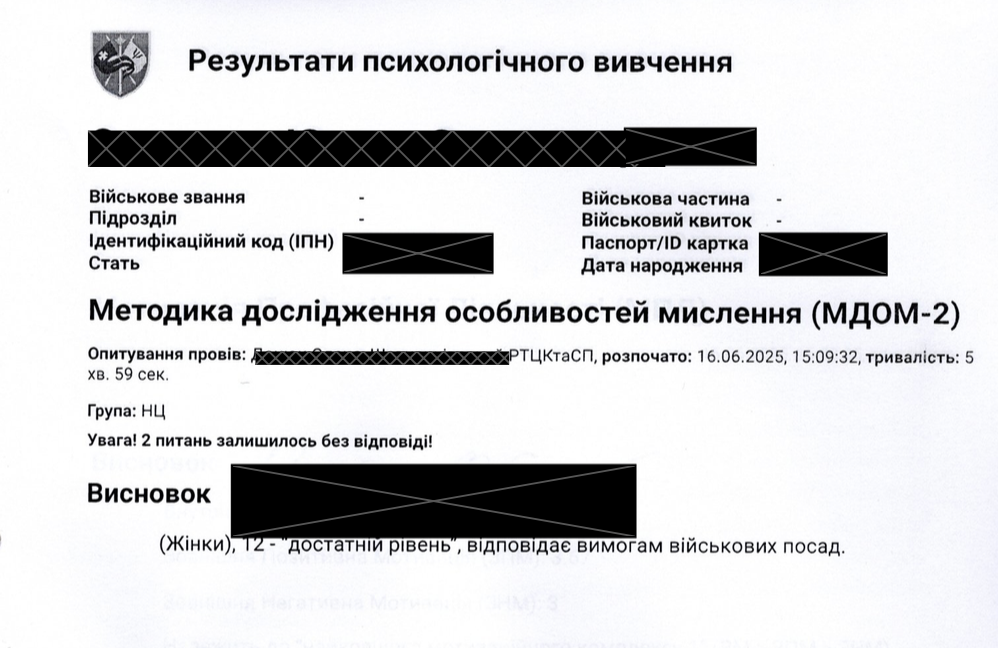 Результати психологічного вивчення
Військове звання -
Військова частина -
Підрозділ -
Військовий квиток -
Ідентифікаційний код (ІПН)
Паспорт/ID картка
Стать
Дата народження
Методика дослідження особливостей мислення (МДОМ-2)
Опитування провів: РТЦКтаСП, розпочато: 16.06.2025, 15:09:32, тривалість: 5
хв. 59 сек.
Група: НЦ
Увага! 2 питань залишилось без відповіді!
Висновок
(Жінки), 12 - "достатній рівень", відповідає вимогам військових посад.